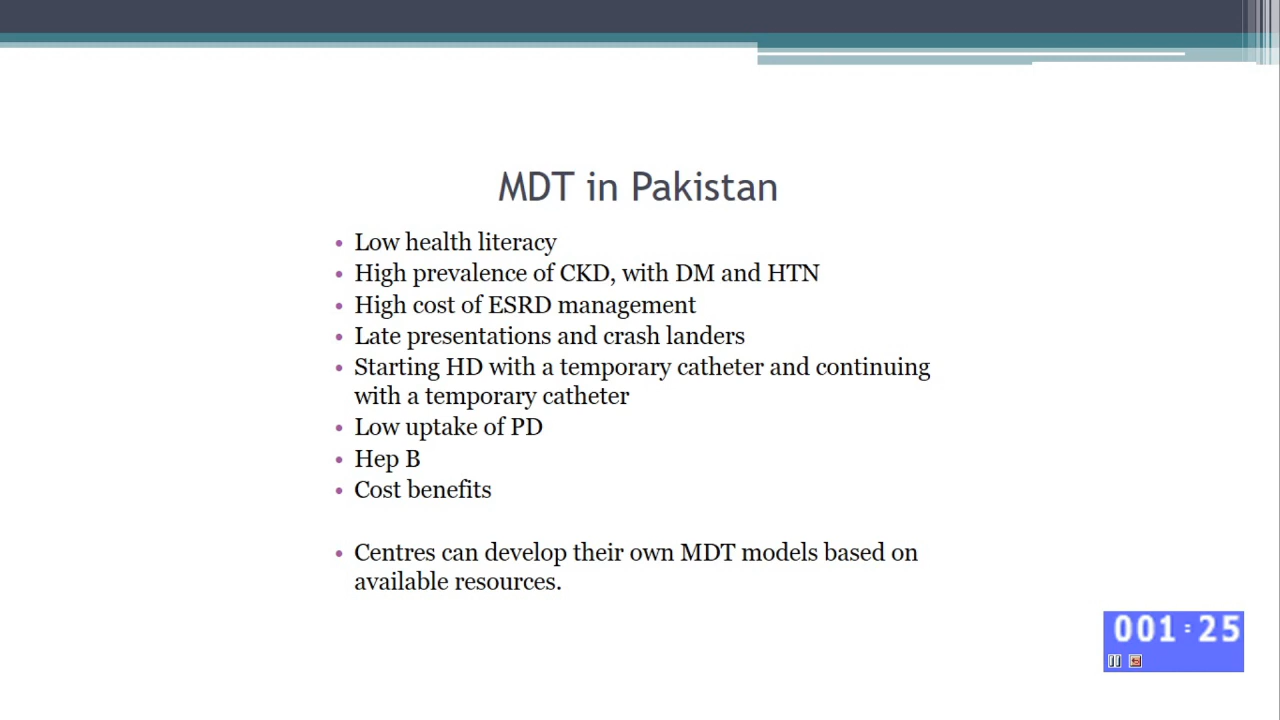 MDT in Pakistan
• Low health literacy
• High prevalence of CKD, with DM and HTN
• High cost of ESRD management
• Late presentations and crash landers
• Starting HD with a temporary catheter and continuing
with a temporary catheter
• Low uptake of PD
• Hep B
• Cost benefits
• Centres can develop their own MDT models based on
available resources.
001:25